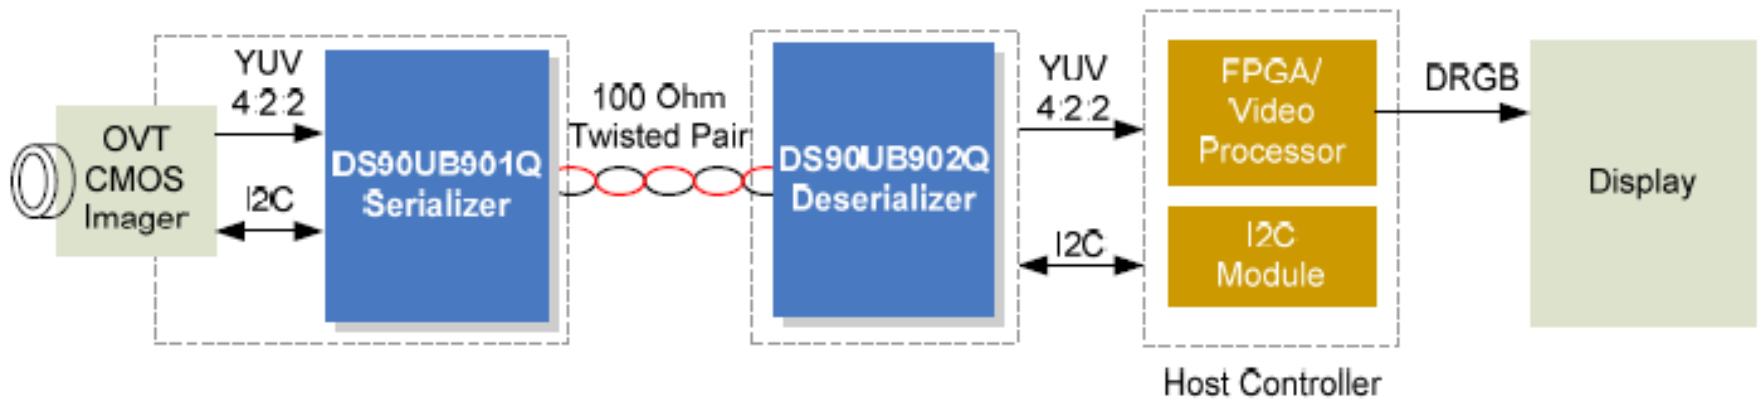 OVT
CMOS
Imager
YUV
4:2:2
I2C
DS90UB901Q
Serializer
100 Ohm
Twisted Pair
DS90UB902Q
Deserializer
YUV
4:2:2
I2C
FPGA/
Video
Processor
I2C
Module
Host Controller
DRGB
Display